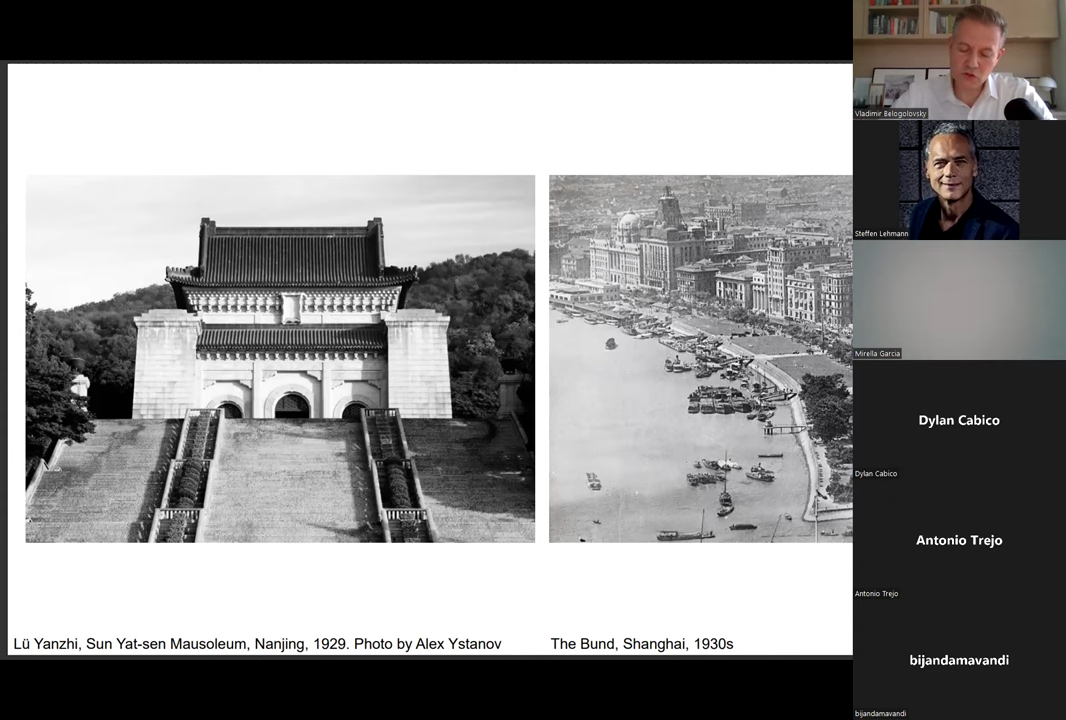 Lü Yanzhi, Sun Yat-sen Mausoleum, Nanjing, 1929. Photo by Alex Ystanov
The Bund, Shanghai, 1930s
Vladimir Belogolovsky
Steffen Lehmann
Mirella Garcia
Dylan Cabico
Dylan Cabico
Antonio Trejo
Antonio Trejo
bijandamavandi
bijandamavandi